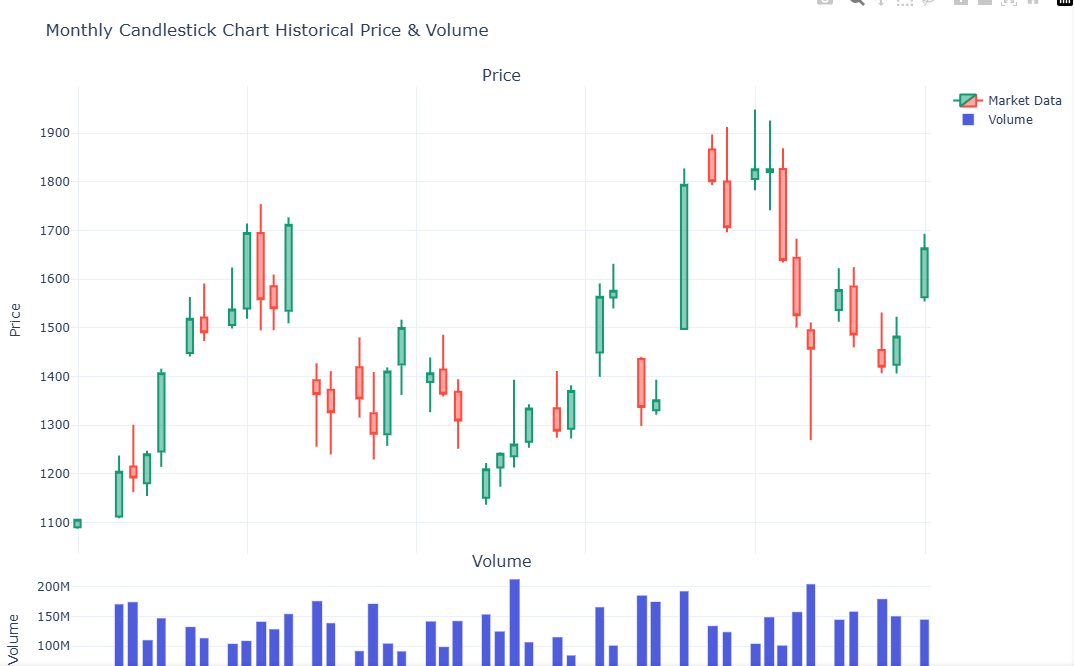 Monthly Candlestick Chart Historical Price & Volume
Price
Market Data
Volume
1900
1800
1700
1600
1500
1400
1300
1200
1100
Price
Volume
200M
150M
100M
Volume